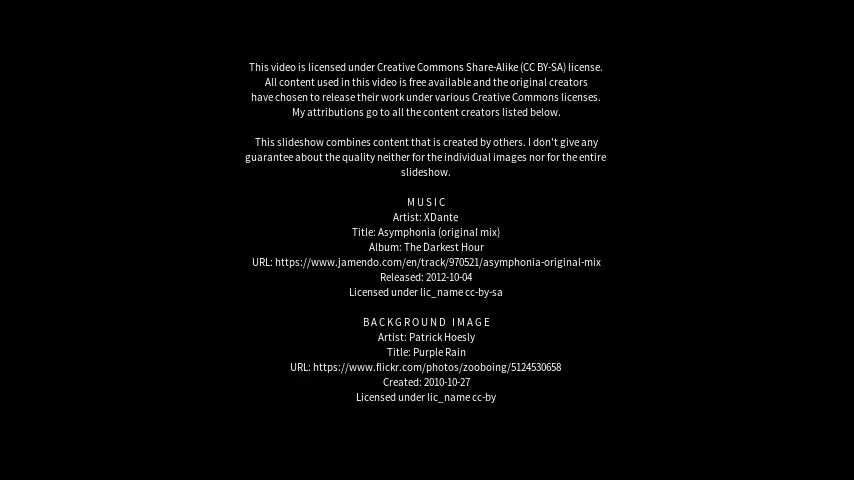 This video is licensed under Creative Commons Share-Alike (CC BY-SA) license.
All content used in this video is free available and the original creators
have chosen to release their work under various Creative Commons licenses.
My attributions go to all the content creators listed below.
This slideshow combines content that is created by others. I don't give any
guarantee about the quality neither for the individual images nor for the entire
slideshow.
MUSIC
Artist: XDante
Title: Asymphonia (original mix)
Album: The Darkest Hour
URL: https://www.jamendo.com/en/track/970521/asymphonia-original-mix
Released: 2012-10-04
Licensed under lic_name cc-by-sa
BACKGROUND IMAGE
Artist: Patrick Hoesly
Title: Purple Rain
URL: https://www.flickr.com/photos/zooboing/5124530658
Created: 2010-10-27
Licensed under lic_name cc-by